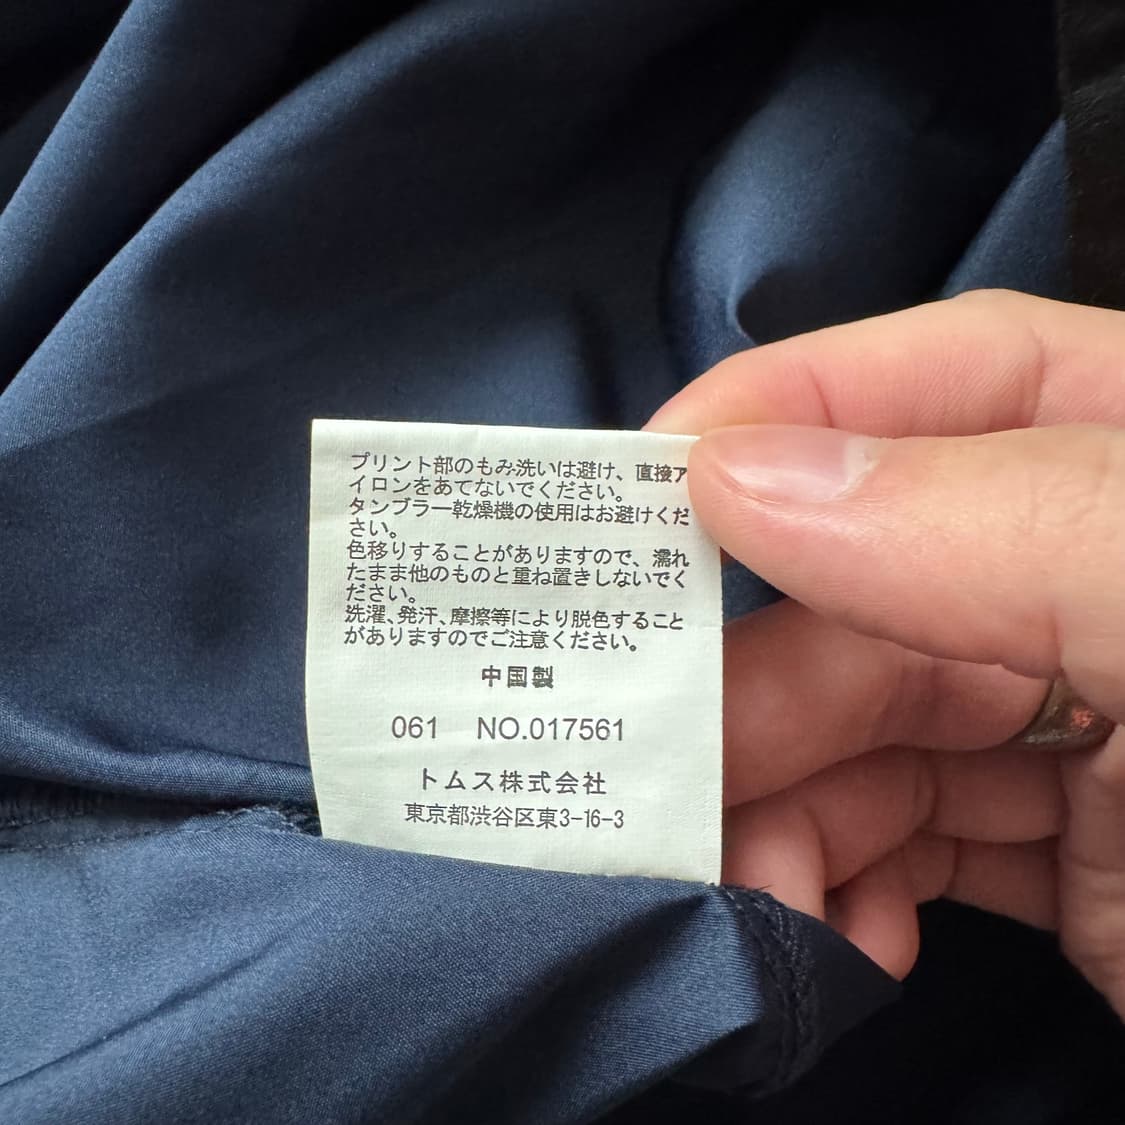 プリント部のもみ洗いは避け、直接ア
イロンをあてないでください。
タンブラー乾燥機の使用はお避けくだ
さい。
色移りすることがありますので、濡れ
たまま他のものと重ね置きしないでく
ださい。
洗濯、発汗、摩擦等により脱色すること
がありますのでご注意ください。
中国製
061 NO.017561
トムス株式会社
東京都渋谷区東3-16-3